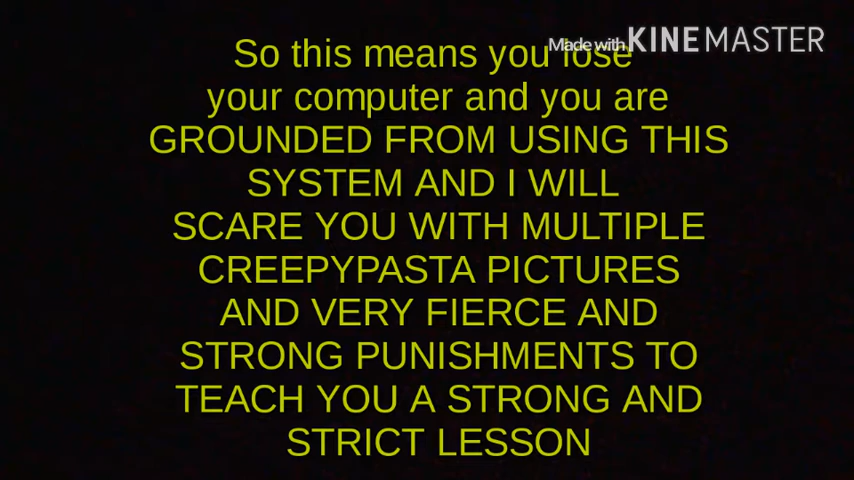 Made with KINEMASTER
So this means you lose
your computer and you are
GROUNDED FROM USING THIS
SYSTEM AND I WILL
SCARE YOU WITH MULTIPLE
CREEPYPASTA PICTURES
AND VERY FIERCE AND
STRONG PUNISHMENTS TO
TEACH YOU A STRONG AND
STRICT LESSON